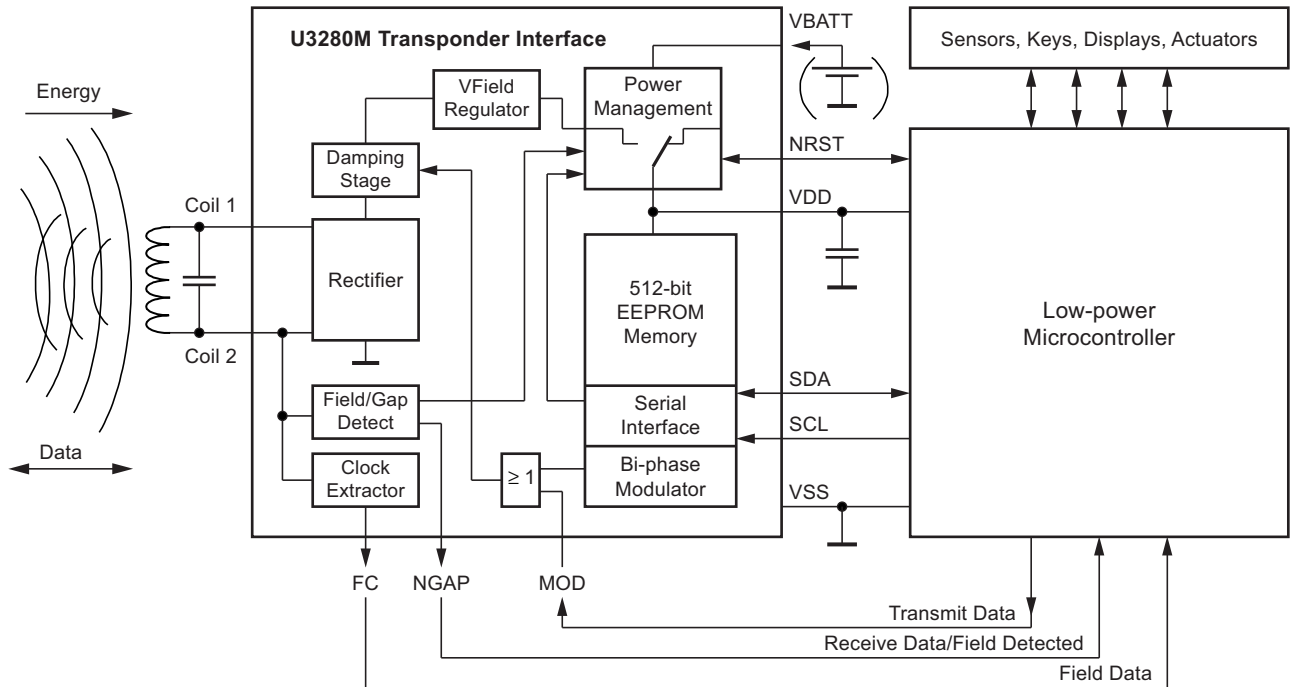 U3280M Transponder Interface
VBATT
Sensors, Keys, Displays, Actuators
Energy
VField
Regulator
Power
Management
NRST
Damping
Stage
Coil 1
VDD
Rectifier
512-bit
EEPROM
Memory
Low-power
Microcontroller
Coil 2
SDA
Field/Gap
Detect
Serial
Interface
SCL
Data
Clock
Extractor
≥ 1
Bi-phase
Modulator
VSS
FC
NGAP
MOD
Transmit Data
Receive Data/Field Detected
Field Data